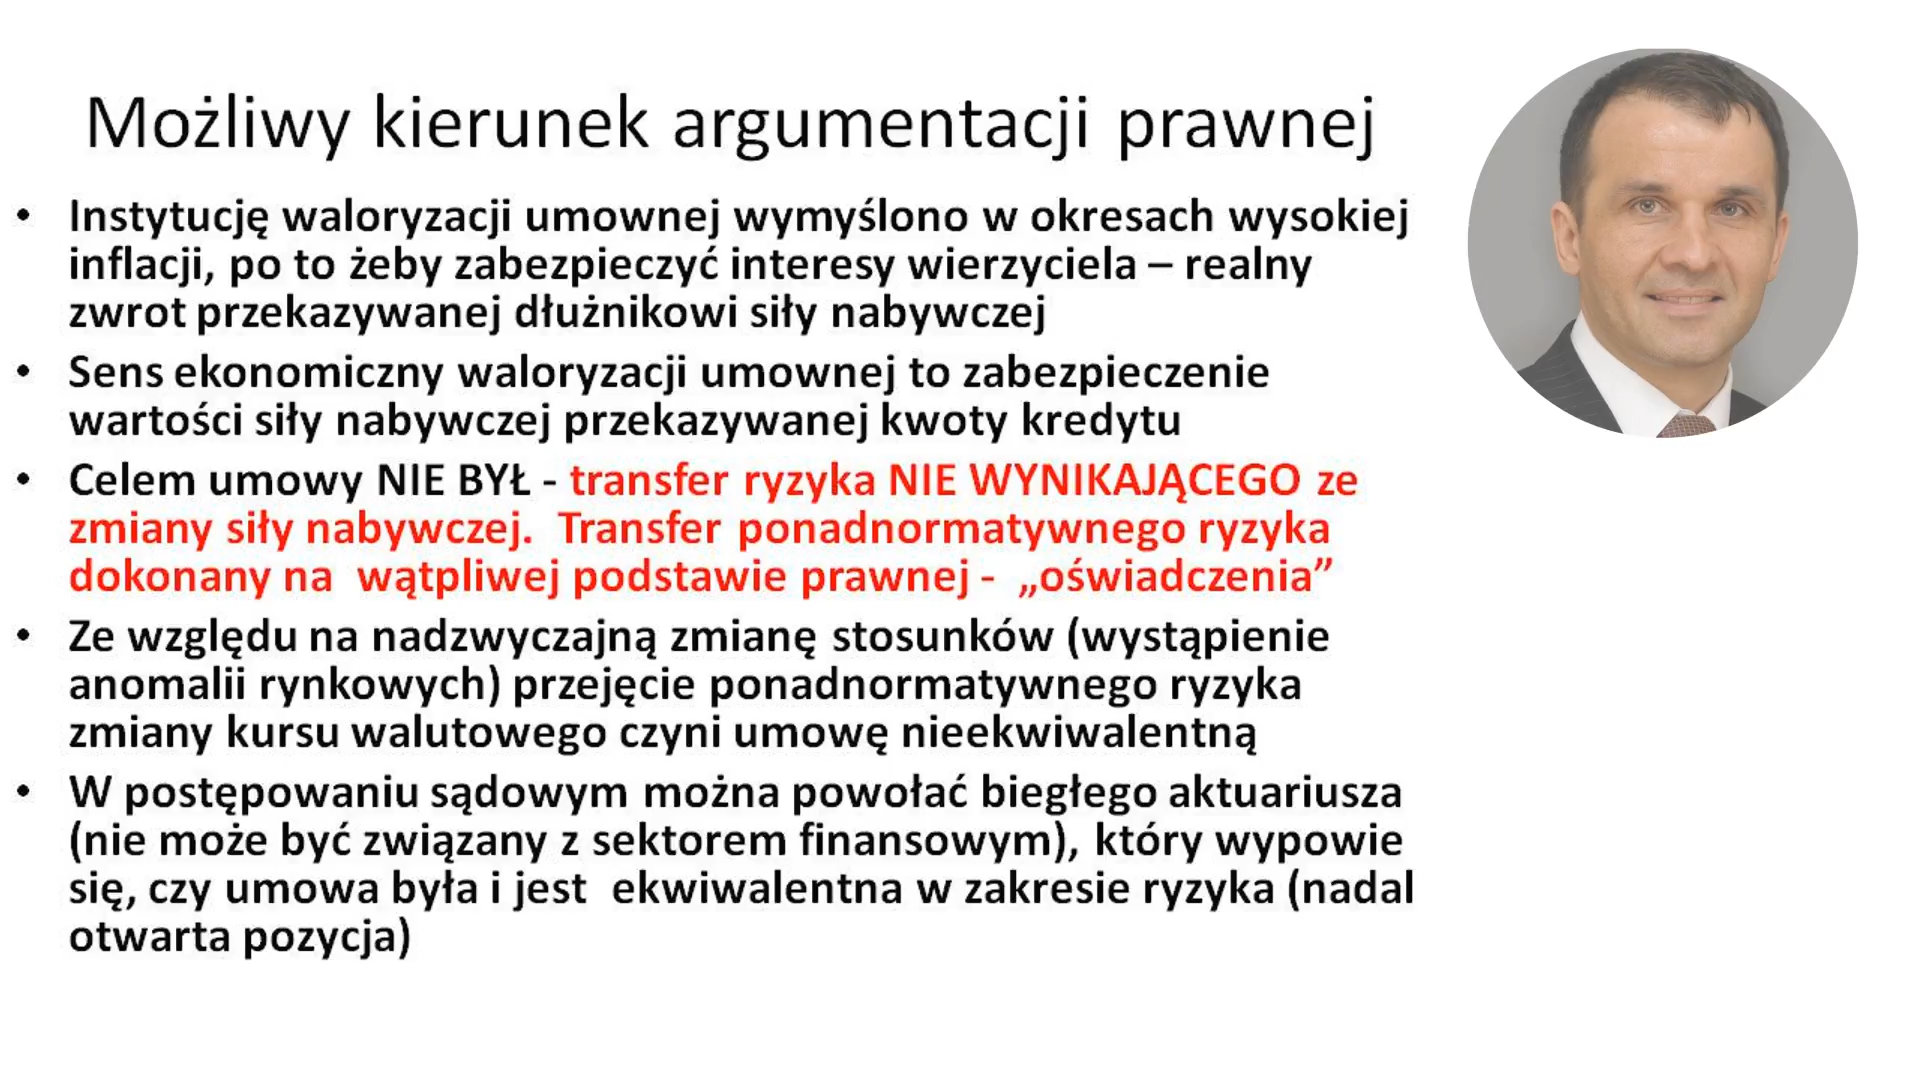 Możliwy kierunek argumentacji prawnej
• Instytucję waloryzacji umownej wymyślono w okresach wysokiej
inflacji, po to żeby zabezpieczyć interesy wierzyciela – realny
zwrot przekazywanej dłużnikowi siły nabywczej
• Sens ekonomiczny waloryzacji umownej to zabezpieczenie
wartości siły nabywczej przekazywanej kwoty kredytu
• Celem umowy NIE BYŁ - transfer ryzyka NIE WYNIKAJĄCEGO ze
zmiany siły nabywczej. Transfer ponadnormatywnego ryzyka
dokonany na wątpliwej podstawie prawnej - „oświadczenia”
• Ze względu na nadzwyczajną zmianę stosunków (wystąpienie
anomalii rynkowych) przejęcie ponadnormatywnego ryzyka
zmiany kursu walutowego czyni umowę nieekwiwalentną
• W postępowaniu sądowym można powołać biegłego aktuariusza
(nie może być związany z sektorem finansowym), który wypowie
się, czy umowa była i jest ekwiwalentna w zakresie ryzyka (nadal
otwarta pozycja)